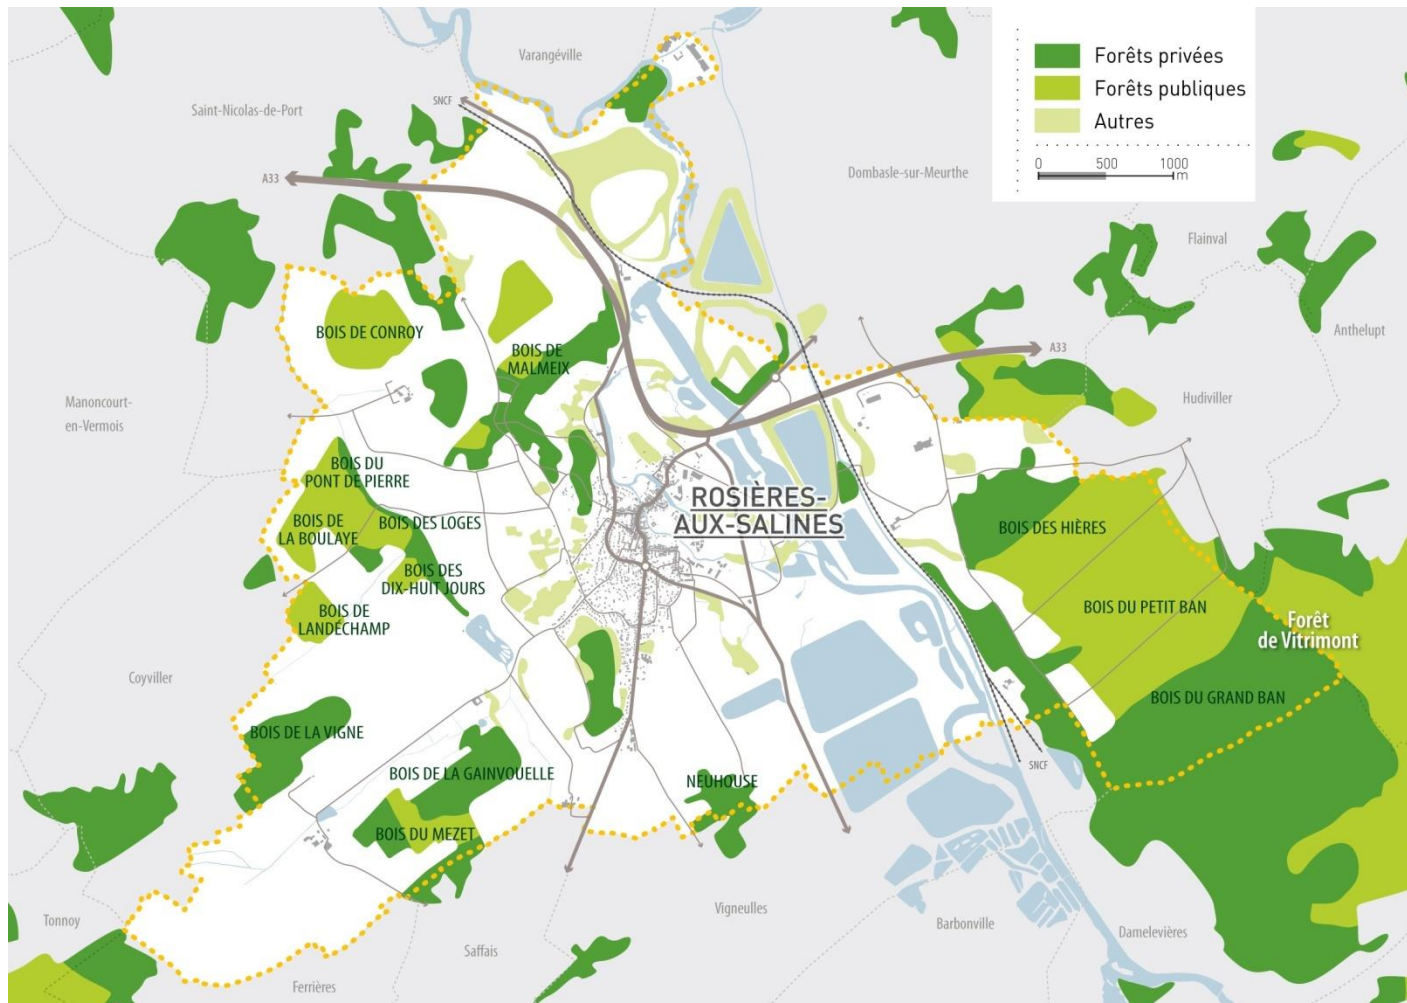 Forêts privées
Forêts publiques
Autres
0 500 1000
m
Varangéville
SNCF
Saint-Nicolas-de-Port
A33
Dombasle-sur-Meurthe
Flainval
Anthelupt
A33
Hudiviller
Manoncourt-
en-Vermois
BOIS DE CONROY
BOIS DE
MALMEIX
BOIS DU
PONT DE PIERRE
BOIS DE
LA BOULAYE
BOIS DES LOGES
BOIS DES
DIX-HUIT JOURS
BOIS DE
LANDÉCHAMP
ROSIÈRES-
AUX-SALINES
BOIS DES HIÈRES
BOIS DU PETIT BAN
Forêt
de Vitrimont
BOIS DU GRAND BAN
Coyviller
BOIS DE LA VIGNE
BOIS DE LA GAINVOUELLE
BOIS DU MEZET
NEUHOUSE
SNCF
Tonnoy
Ferrières
Saffais
Vigneulles
Barbonville
Damelevières